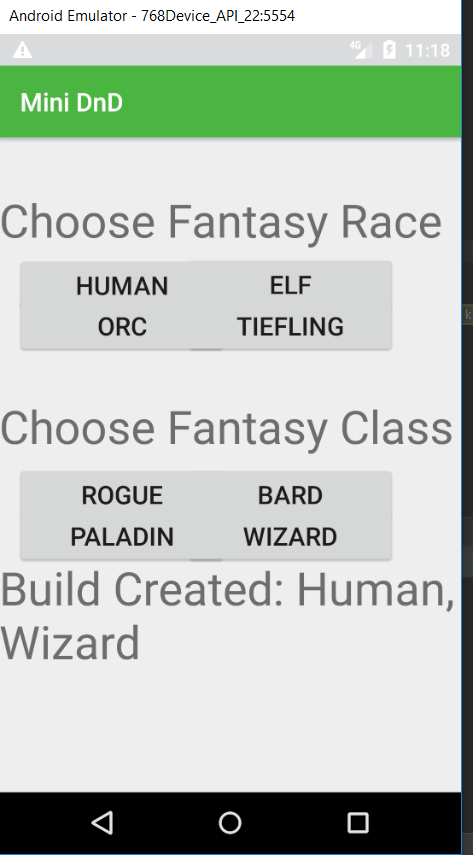 Android Emulator - 768Device_API_22:5554
4G 11:18
Mini DnD
Choose Fantasy Race
HUMAN ELF
ORC TIEFLING
Choose Fantasy Class
ROGUE BARD
PALADIN WIZARD
Build Created: Human,
Wizard